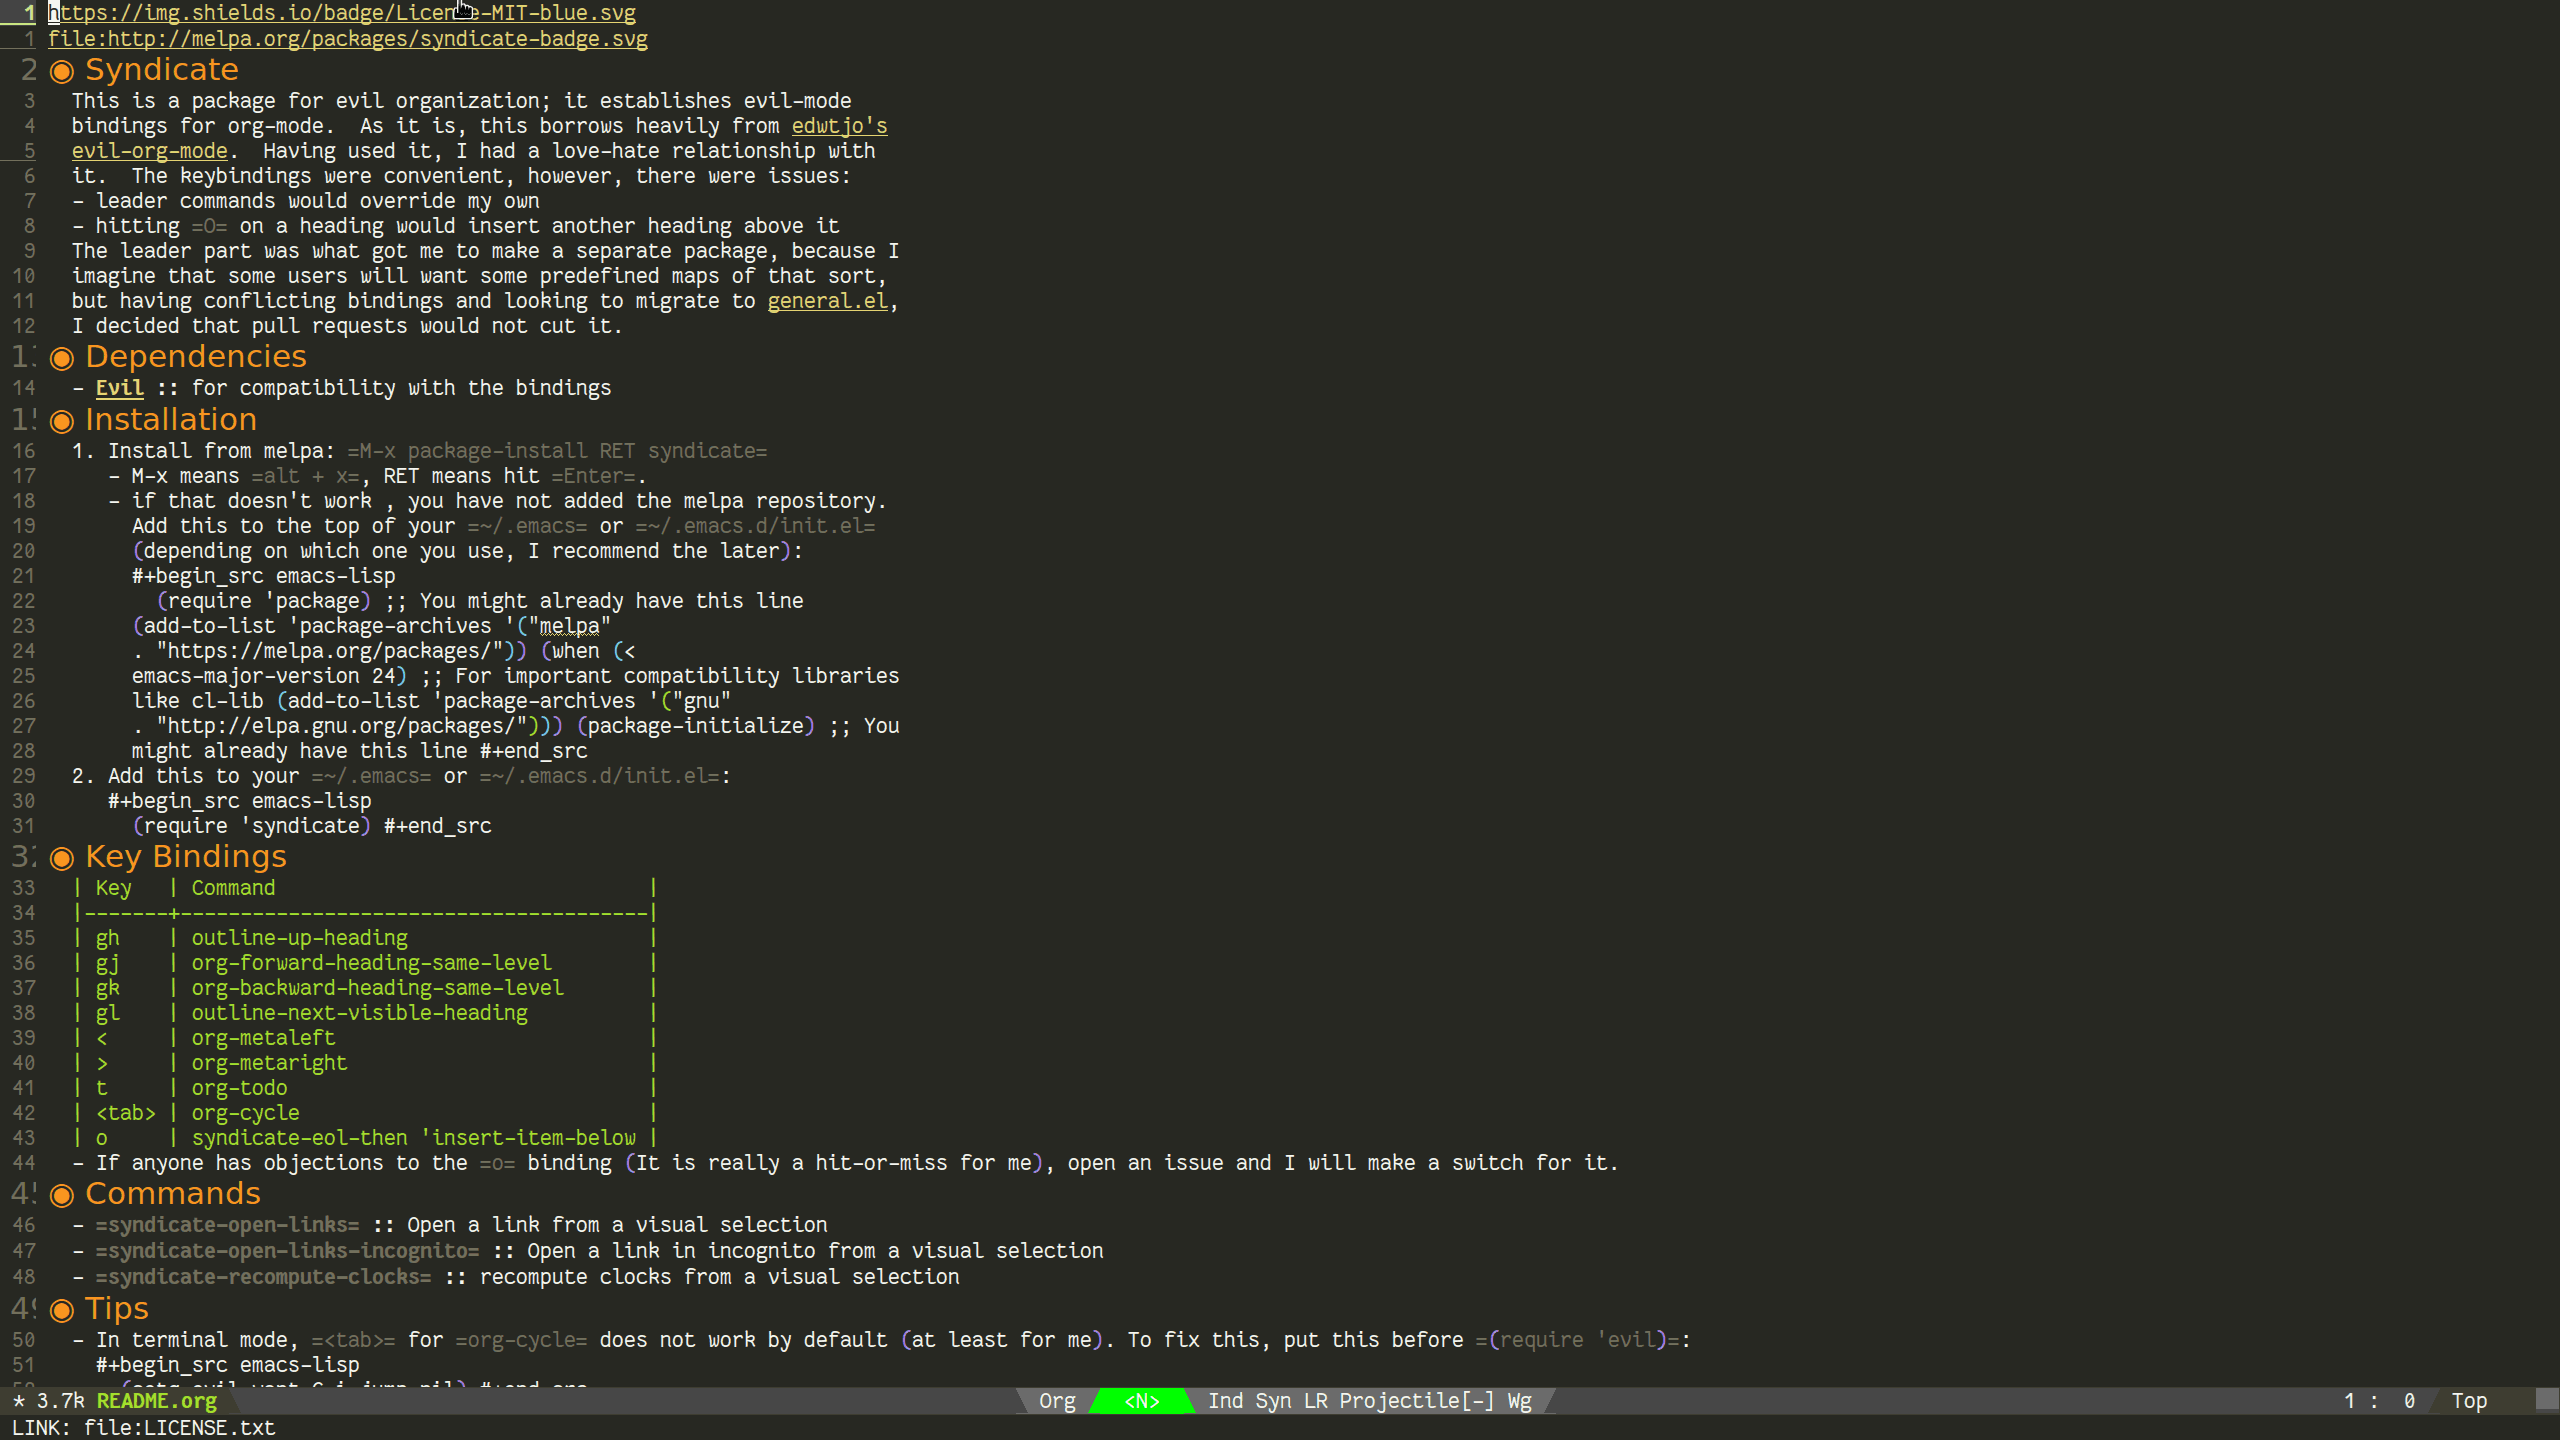 1 https://img.shields.io/badge/License-MIT-blue.svg
1 file:http://melpa.org/packages/syndicate-badge.svg
2 ◉ Syndicate
3 This is a package for evil organization; it establishes evil-mode
4 bindings for org-mode.  As it is, this borrows heavily from edwtjo's
5 evil-org-mode.  Having used it, I had a love-hate relationship with
6 it.  The keybindings were convenient, however, there were issues:
7 - leader commands would override my own
8 - hitting =O= on a heading would insert another heading above it
9 The leader part was what got me to make a separate package, because I
10 imagine that some users will want some predefined maps of that sort,
11 but having conflicting bindings and looking to migrate to general.el,
12 I decided that pull requests would not cut it.
13 ◉ Dependencies
14 - Evil :: for compatibility with the bindings
15 ◉ Installation
16 1. Install from melpa: =M-x package-install RET syndicate=
17 - M-x means =alt + x=, RET means hit =Enter=.
18 - if that doesn't work , you have not added the melpa repository.
19 Add this to the top of your =~/.emacs= or =~/.emacs.d/init.el=
20 (depending on which one you use, I recommend the later):
21 #+begin_src emacs-lisp
22 (require 'package) ;; You might already have this line
23 (add-to-list 'package-archives '("melpa"
24 . "https://melpa.org/packages/")) (when (<
25 emacs-major-version 24) ;; For important compatibility libraries
26 like cl-lib (add-to-list 'package-archives '("gnu"
27 . "http://elpa.gnu.org/packages/"))) (package-initialize) ;; You
28 might already have this line #+end_src
29 2. Add this to your =~/.emacs= or =~/.emacs.d/init.el=:
30 #+begin_src emacs-lisp
31 (require 'syndicate) #+end_src
32 ◉ Key Bindings
33 | Key   | Command                               |
34 |-------+---------------------------------------|
35 | gh    | outline-up-heading                    |
36 | gj    | org-forward-heading-same-level        |
37 | gk    | org-backward-heading-same-level       |
38 | gl    | outline-next-visible-heading          |
39 | <     | org-metaleft                          |
40 | >     | org-metaright                         |
41 | t     | org-todo                              |
42 | <tab> | org-cycle                             |
43 | o     | syndicate-eol-then 'insert-item-below |
44 - If anyone has objections to the =o= binding (It is really a hit-or-miss for me), open an issue and I will make a switch for it.
45 ◉ Commands
46 - =syndicate-open-links= :: Open a link from a visual selection
47 - =syndicate-open-links-incognito= :: Open a link in incognito from a visual selection
48 - =syndicate-recompute-clocks= :: recompute clocks from a visual selection
49 ◉ Tips
50 - In terminal mode, =<tab>= for =org-cycle= does not work by default (at least for me). To fix this, put this before =(require 'evil)=:
51 #+begin_src emacs-lisp
* 3.7k README.org Org <N> Ind Syn LR Projectile[-] Wg 1 : 0 Top
LINK: file:LICENSE.txt